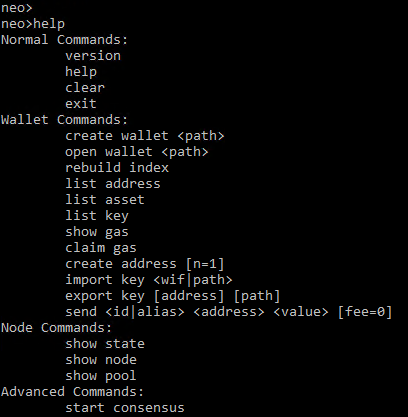 neo>
neo>help
Normal Commands:
version
help
clear
exit
Wallet Commands:
create wallet <path>
open wallet <path>
rebuild index
list address
list asset
list key
show gas
claim gas
create address [n=1]
import key <wif|path>
export key [address] [path]
send <id|alias> <address> <value> [fee=0]
Node Commands:
show state
show node
show pool
Advanced Commands:
start consensus